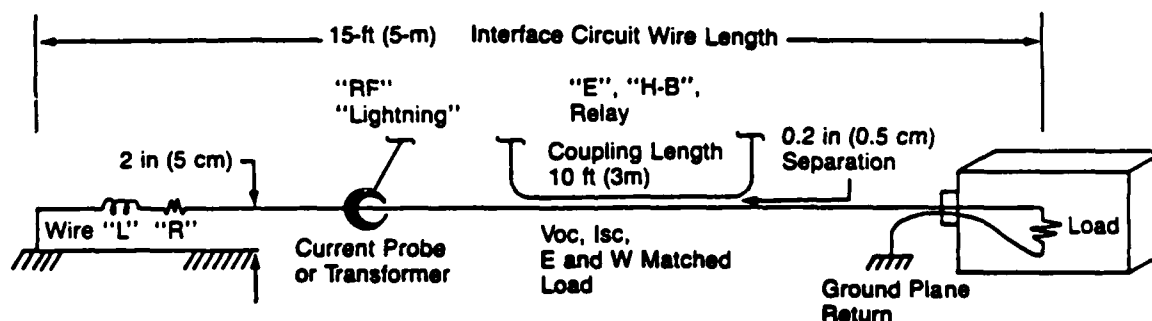 15-ft (5-m) Interface Circuit Wire Length
"RF"
"Lightning"
"E", "H-B",
Relay
2 in (5 cm)
Coupling Length
10 ft (3m)
0.2 in (0.5 cm)
Separation
Wire "L" "R"
Load
Current Probe
or Transformer
Voc, Isc,
E and W Matched
Load
Ground Plane
Return